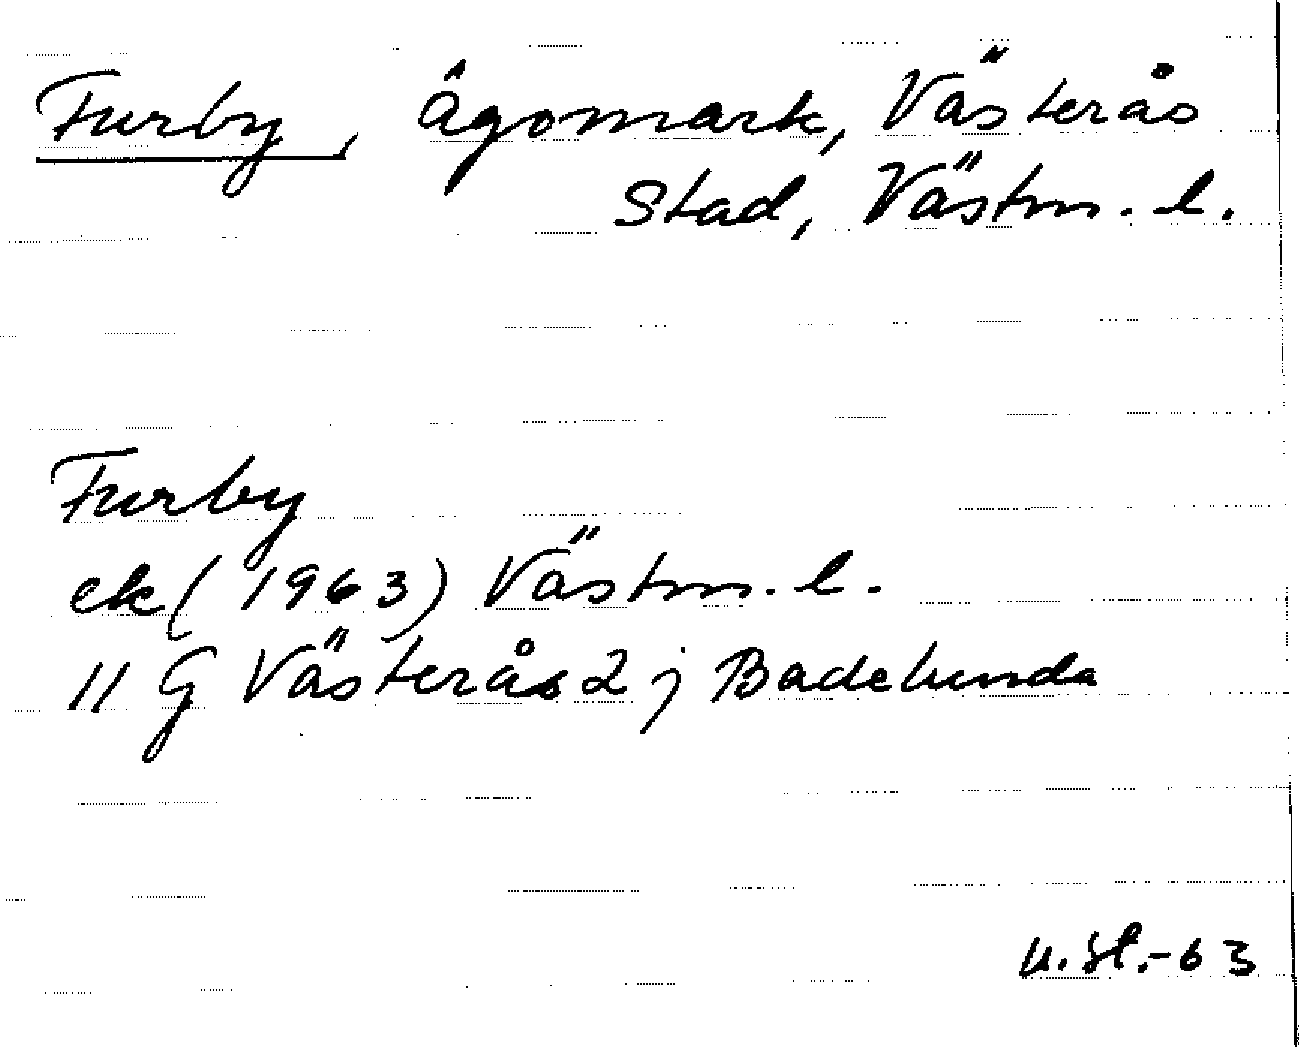 Furby, ägomark, Västerås
stad, Västm. l.
Furby
ek (1963) Västm. l.
11 G Västerås 2 j Badelunda
u. sl. -63